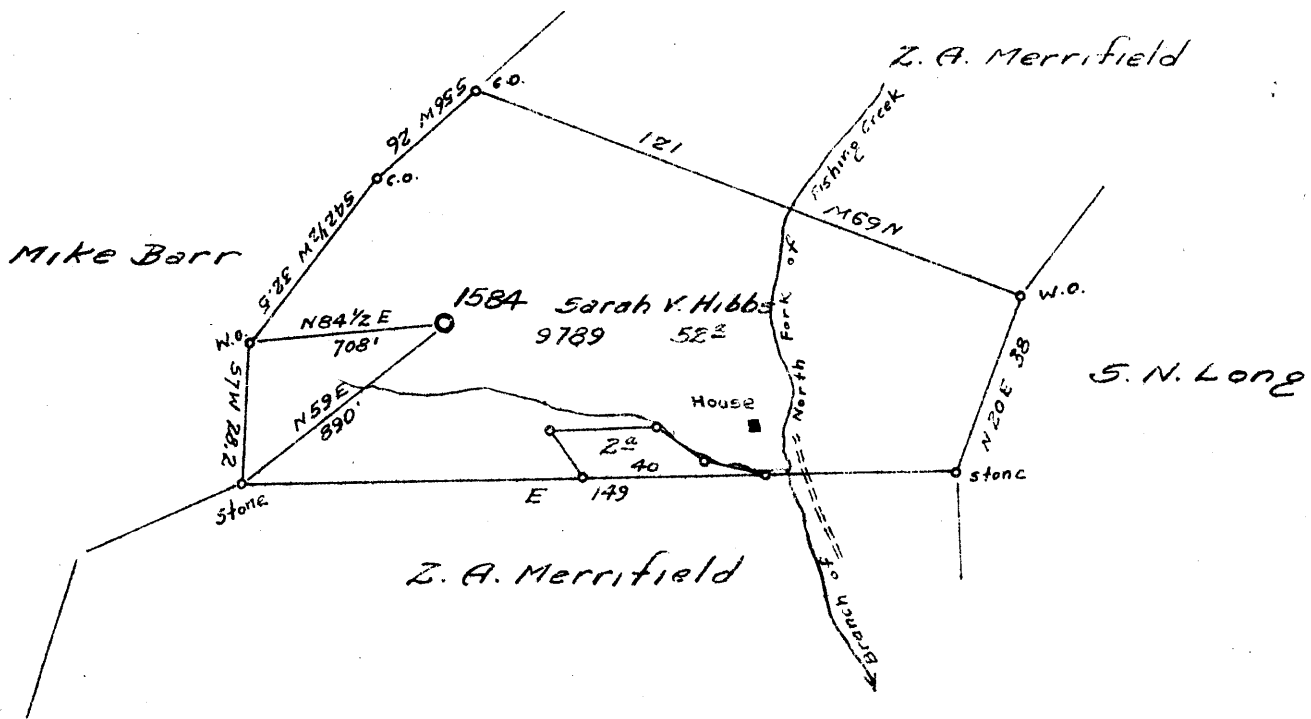 Z. A. Merrifield
S56W 26
C.O.
C.O.
121
N69W
Branch of North Fork of Fishing Creek
S42½W 32.5
Mike Barr
W.O.
N84½E
708'
1584 Sarah V. Hibbs
9789 52a
W.O.
S. N. Long
N20E 38
S7W 28.2
N59E
890'
House
2a
40
E 149
Stone
Stone
Z. A. Merrifield